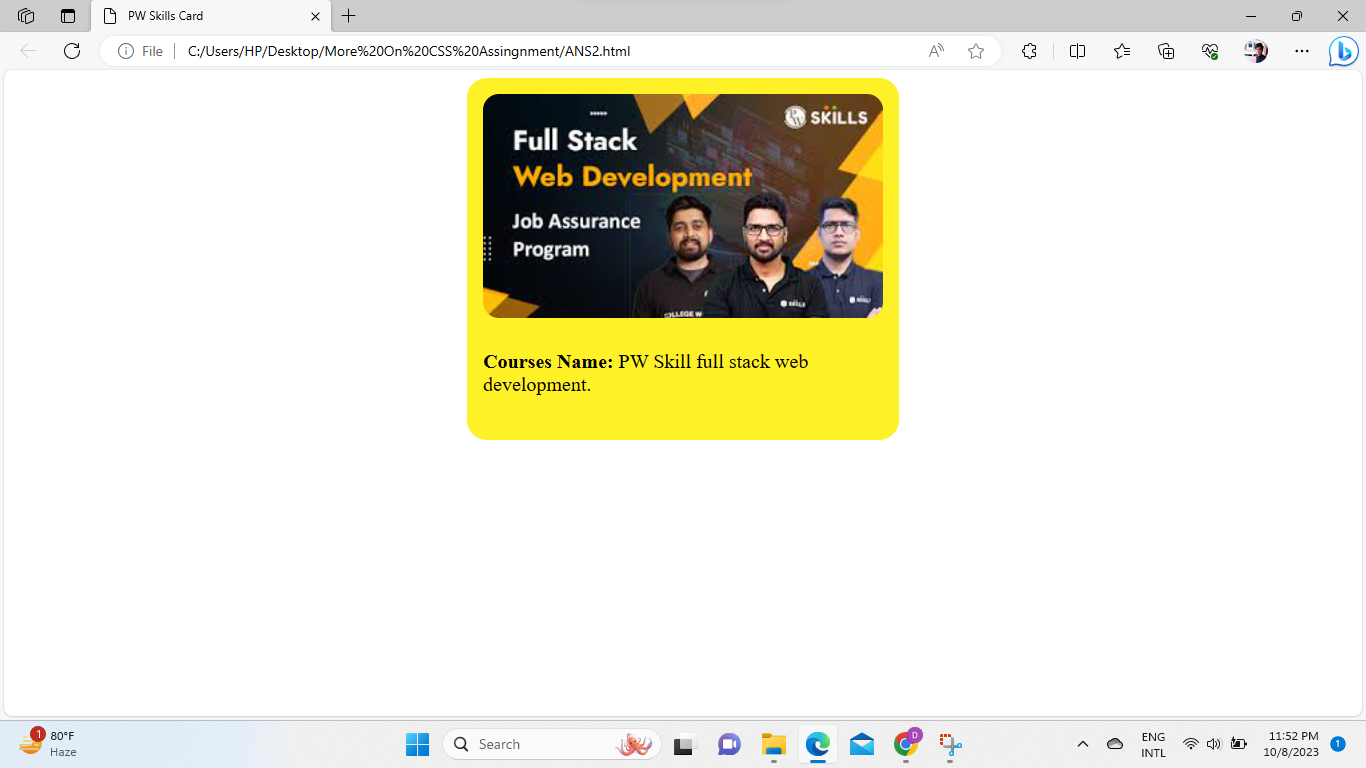 PW Skills Card
File
C:/Users/HP/Desktop/More%20On%20CSS%20Assingnment/ANS2.html
SKILLS
Full Stack
Web Development
Job Assurance
Program
SKILLS
SKILLS
COLLEGE W
Courses Name: PW Skill full stack web
development.
1
80°F
Haze
Search
D
ENG
INTL
11:52 PM
10/8/2023
1